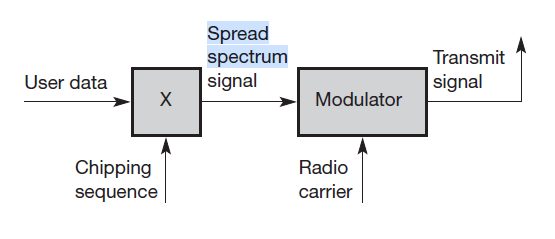 User data
X
Spread
spectrum
signal
Modulator
Transmit
signal
Chipping
sequence
Radio
carrier